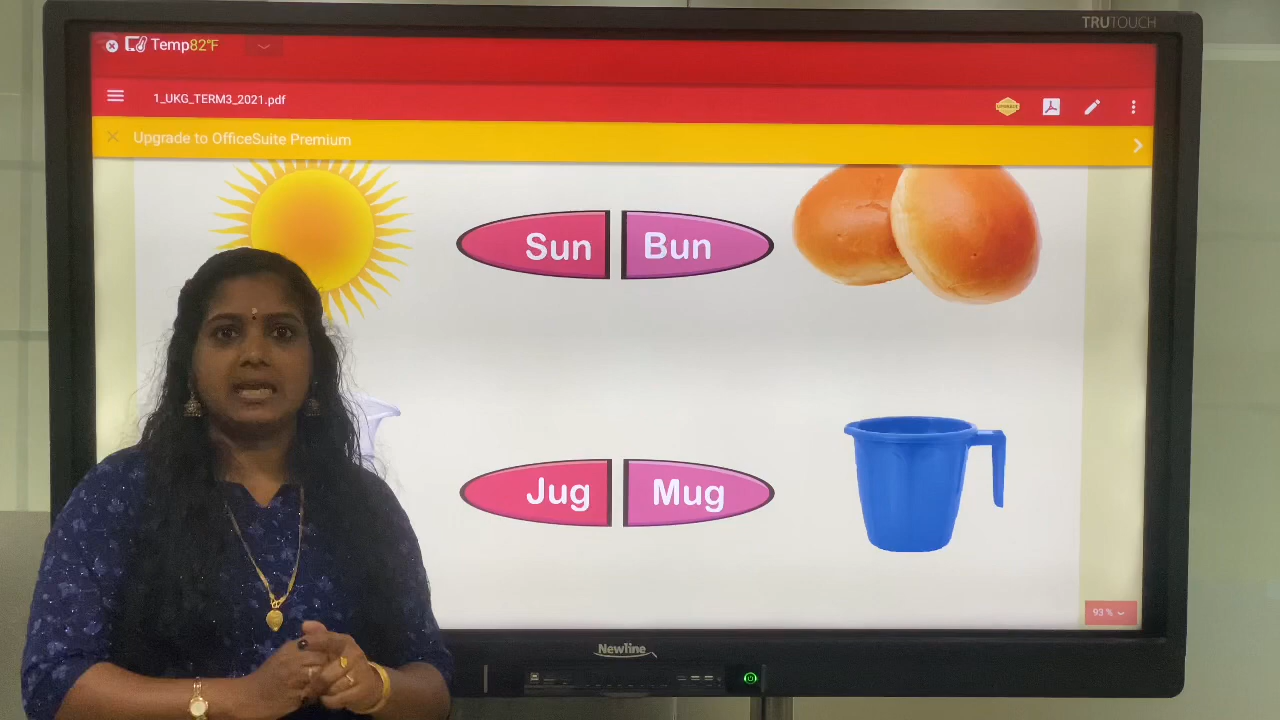 TRUTOUCH
Temp82°F
1_UKG_TERM3_2021.pdf
Upgrade to OfficeSuite Premium
Sun Bun
Jug Mug
93 %
Newline